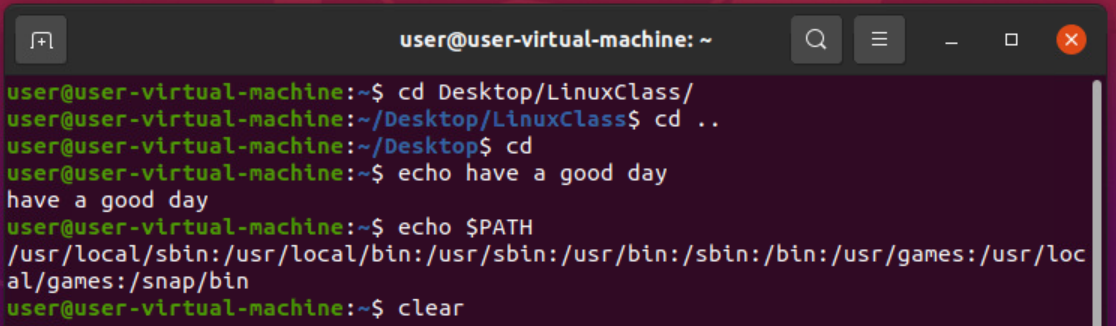 user@user-virtual-machine: ~
user@user-virtual-machine:~$ cd Desktop/LinuxClass/
user@user-virtual-machine:~/Desktop/LinuxClass$ cd ..
user@user-virtual-machine:~/Desktop$ cd
user@user-virtual-machine:~$ echo have a good day
have a good day
user@user-virtual-machine:~$ echo $PATH
/usr/local/sbin:/usr/local/bin:/usr/sbin:/usr/bin:/sbin:/bin:/usr/games:/usr/loc
al/games:/snap/bin
user@user-virtual-machine:~$ clear